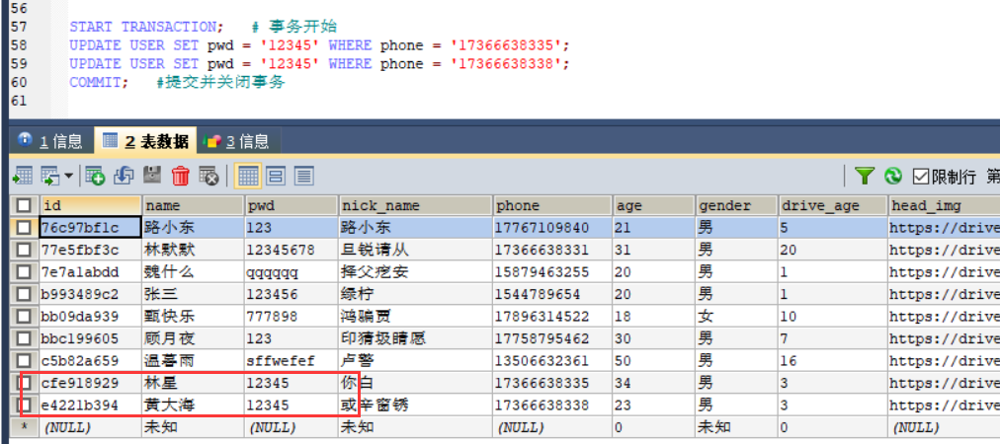 56
57 START TRANSACTION; # 事务开始
58 UPDATE USER SET pwd = '12345' WHERE phone = '17366638335';
59 UPDATE USER SET pwd = '12345' WHERE phone = '17366638338';
60 COMMIT; #提交并关闭事务
61
1 信息 2 表数据 3 信息
限制行 第
id name pwd nick_name phone age gender drive_age head_img
76c97bf1c 路小东 123 路小东 17767109840 21 男 5 https://drive
77e5fbf3c 林默默 12345678 旦锐请从 17366638331 31 男 20 https://drive
7e7a1abdd 魏什么 qqqqqq 择父疙安 15879463255 20 男 1 https://drive
b993489c2 张三 123456 绿柠 1544789654 20 男 1 https://drive
bb09da939 甄快乐 777898 鸿骗贾 17896314522 18 女 10 https://drive
bbc199605 顾月夜 123 印猜圾晴愿 17758795462 30 男 7 https://drive
c5b82a659 温暮雨 sffwefef 卢警 13506632361 50 男 16 https://drive
cfe918929 林星 12345 你白 17366638335 34 男 3 https://drive
e4221b394 黄大海 12345 或辛窗锈 17366638338 23 男 3 https://drive
* (NULL) 未知 (NULL) 未知 (NULL) 0 未知 0 (NULL)